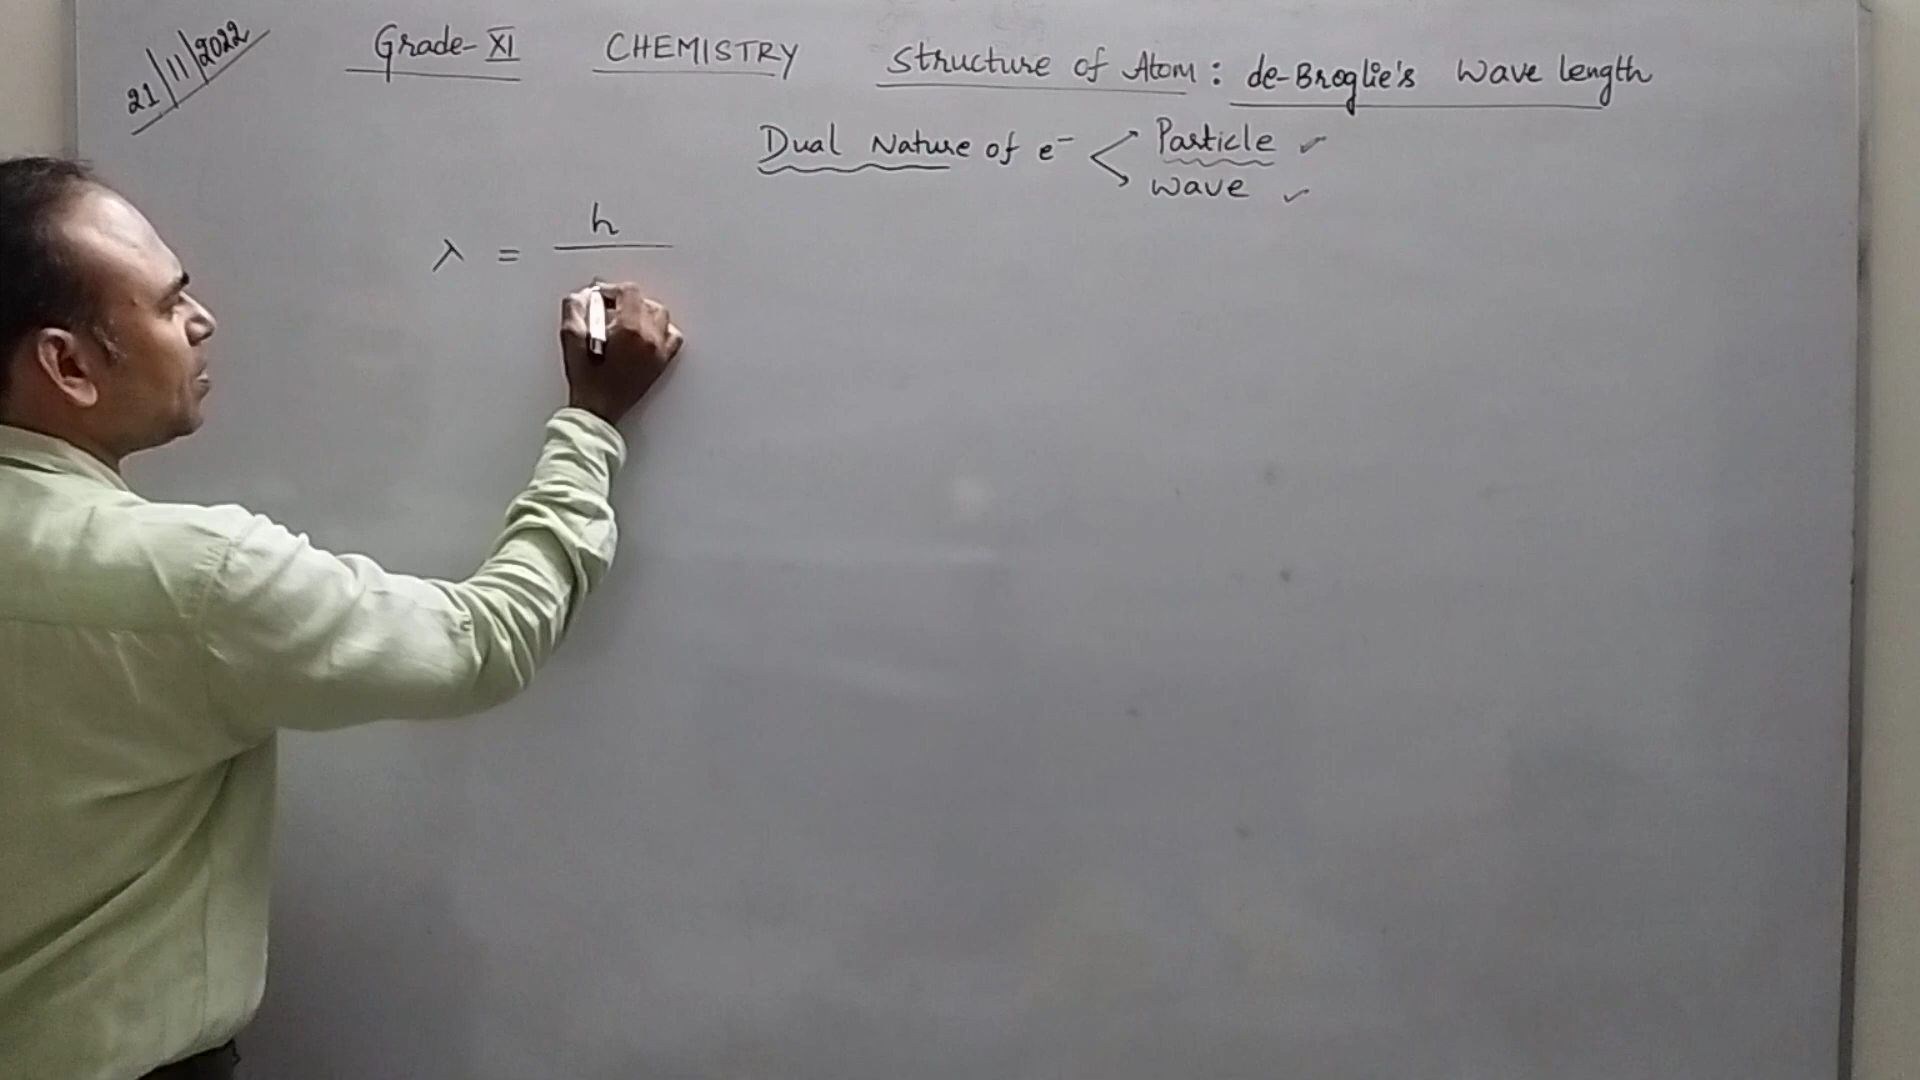 21/11/2022
Grade-XI CHEMISTRY Structure of Atom: de-Broglie's Wave length
Dual Nature of e⁻ < Particle ✓
Wave ✓
λ = h